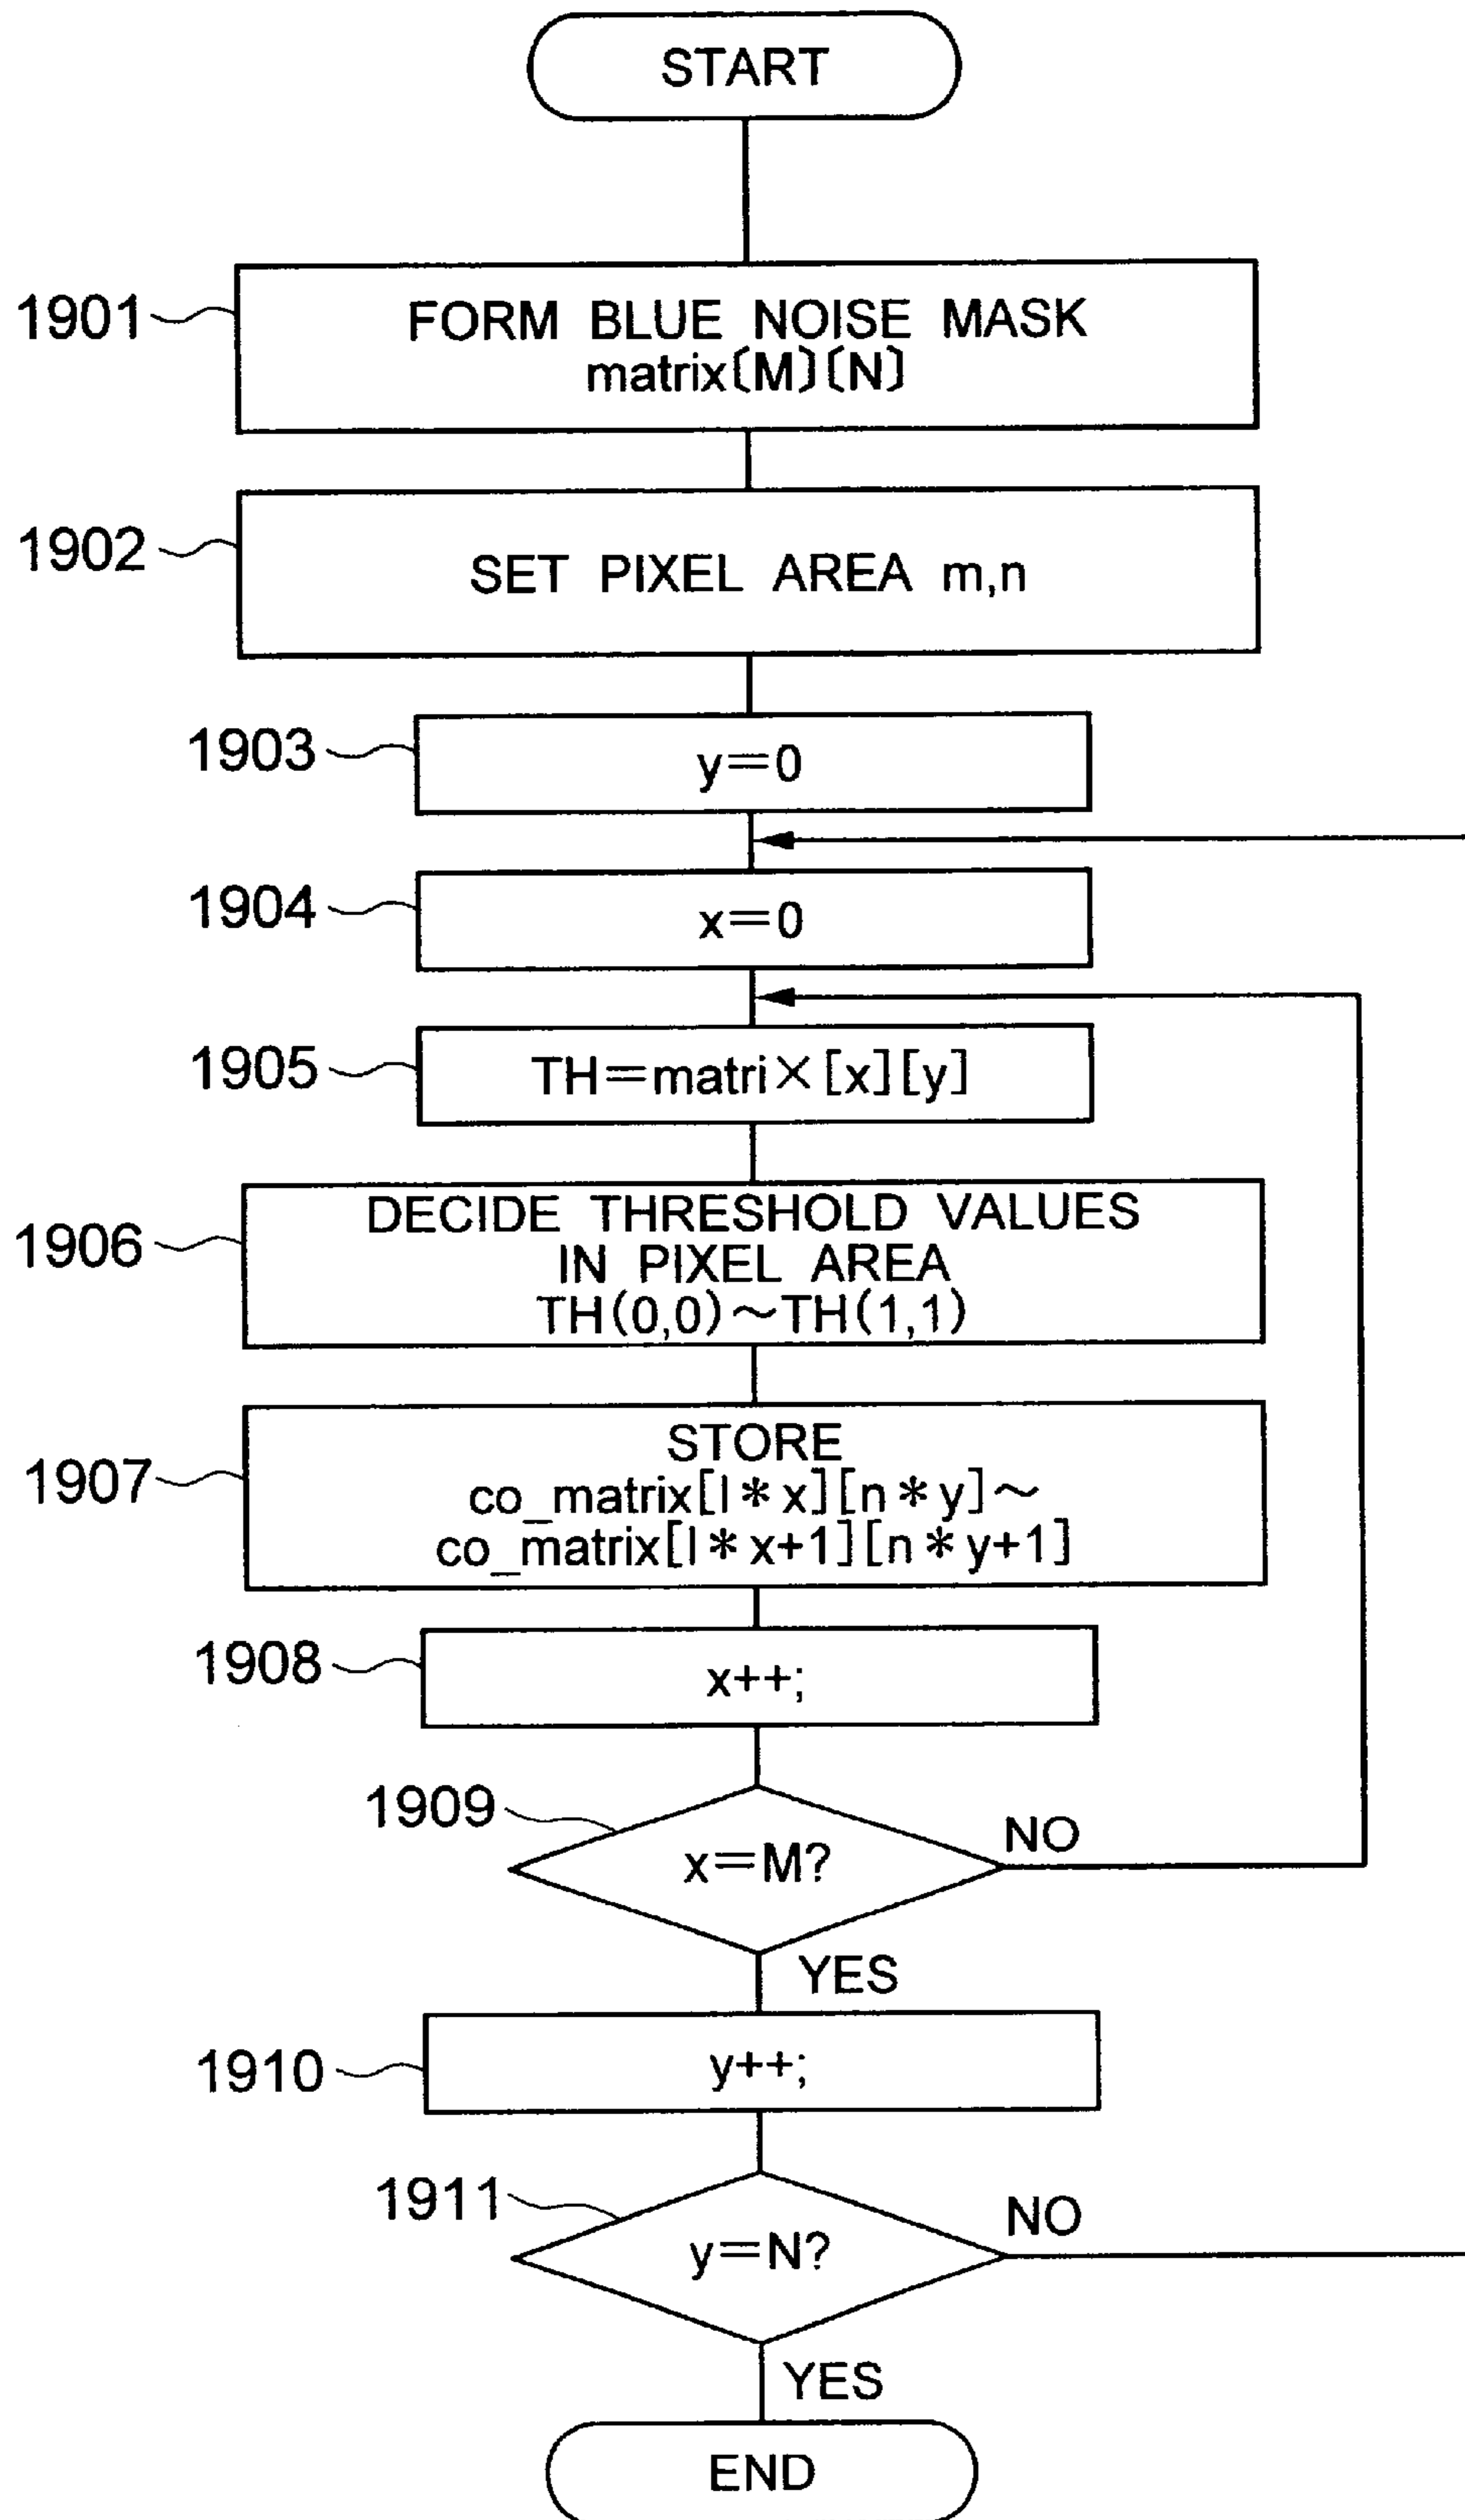 START
1901
FORM BLUE NOISE MASK
matrix〔M〕〔N〕
1902
SET PIXEL AREA m,n
1903
y=0
1904
x=0
1905
TH=matri×[x][y]
1906
DECIDE THRESHOLD VALUES
IN PIXEL AREA
TH(0,0)~TH(1,1)
1907
STORE
co_matrix[l*x][n*y]~
co_matrix[l*x+1][n*y+1]
1908
x++;
1909
x=M?
NO
YES
1910
y++;
1911
y=N?
NO
YES
END